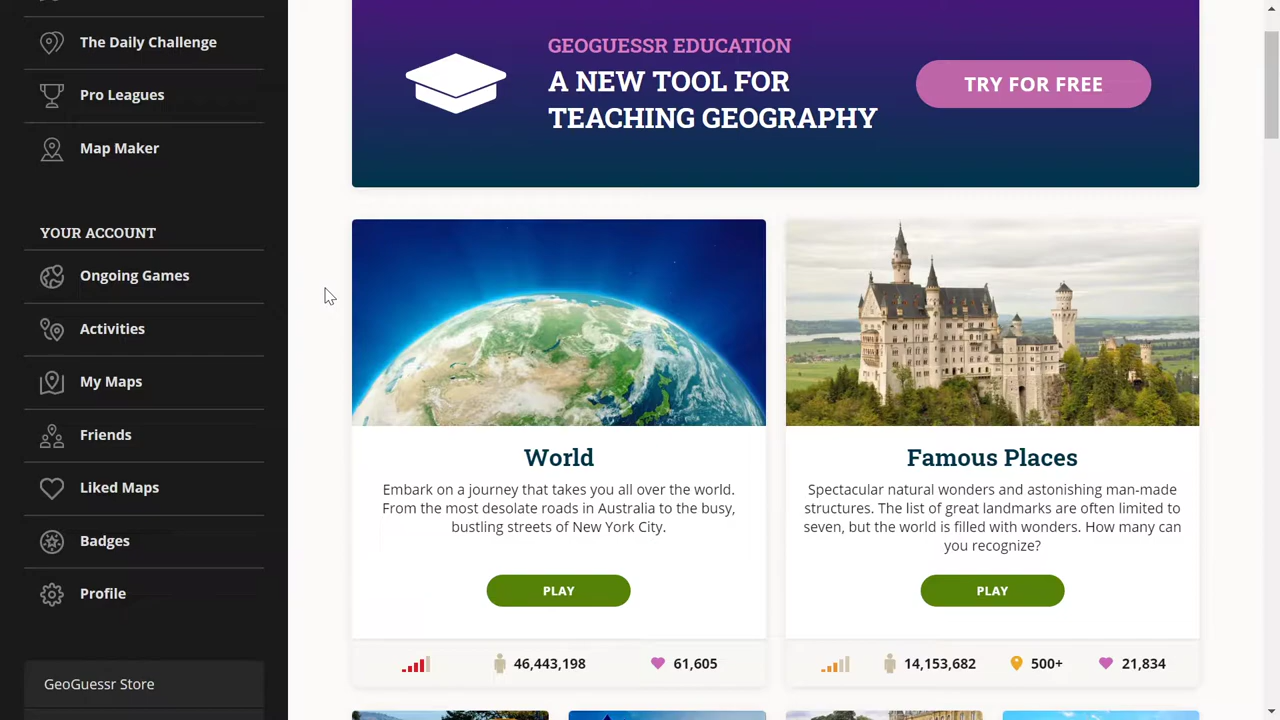 The Daily Challenge
Pro Leagues
Map Maker
YOUR ACCOUNT
Ongoing Games
Activities
My Maps
Friends
Liked Maps
Badges
Profile
GeoGuessr Store
GEOGUESSR EDUCATION
A NEW TOOL FOR
TEACHING GEOGRAPHY
TRY FOR FREE
World
Embark on a journey that takes you all over the world.
From the most desolate roads in Australia to the busy,
bustling streets of New York City.
PLAY
46,443,198
61,605
Famous Places
Spectacular natural wonders and astonishing man-made
structures. The list of great landmarks are often limited to
seven, but the world is filled with wonders. How many can
you recognize?
PLAY
14,153,682
500+
21,834